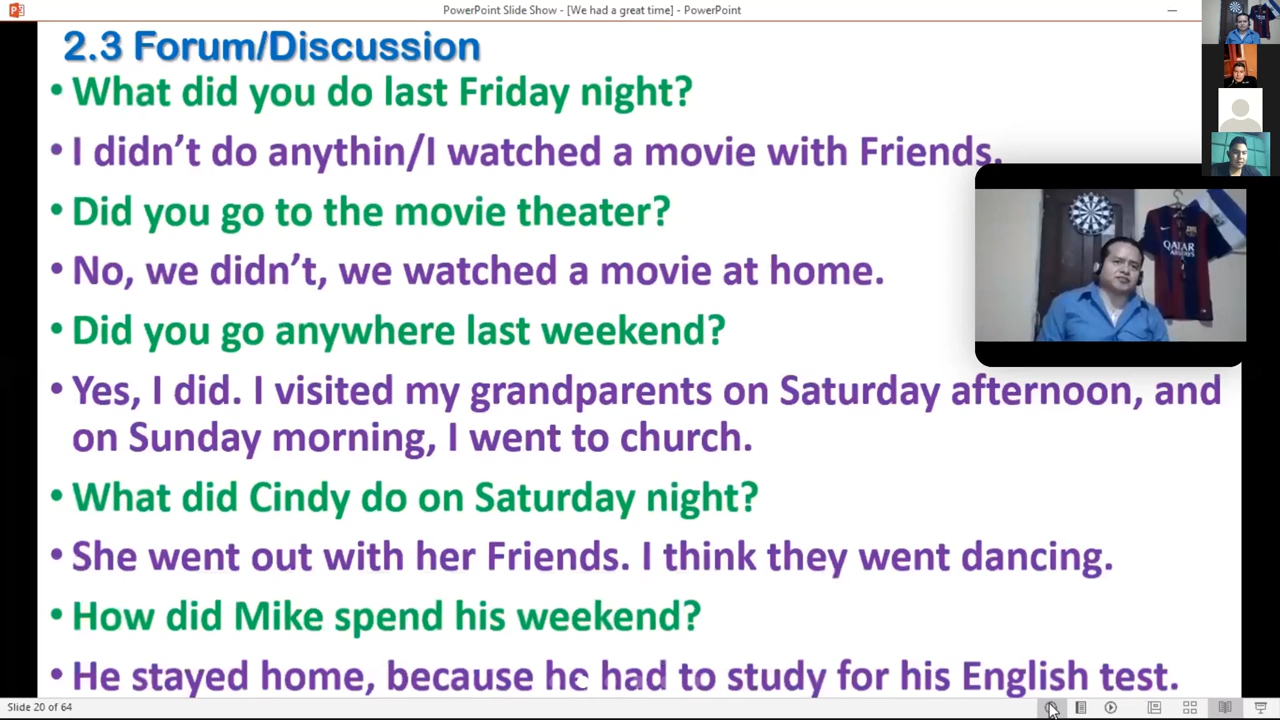 PowerPoint Slide Show - [We had a great time] - PowerPoint
2.3 Forum/Discussion
• What did you do last Friday night?
• I didn't do anythin/I watched a movie with Friends.
• Did you go to the movie theater?
• No, we didn't, we watched a movie at home.
• Did you go anywhere last weekend?
• Yes, I did. I visited my grandparents on Saturday afternoon, and
on Sunday morning, I went to church.
• What did Cindy do on Saturday night?
• She went out with her Friends. I think they went dancing.
• How did Mike spend his weekend?
• He stayed home, because he had to study for his English test.
QATAR
AIRWAYS
Slide 20 of 64